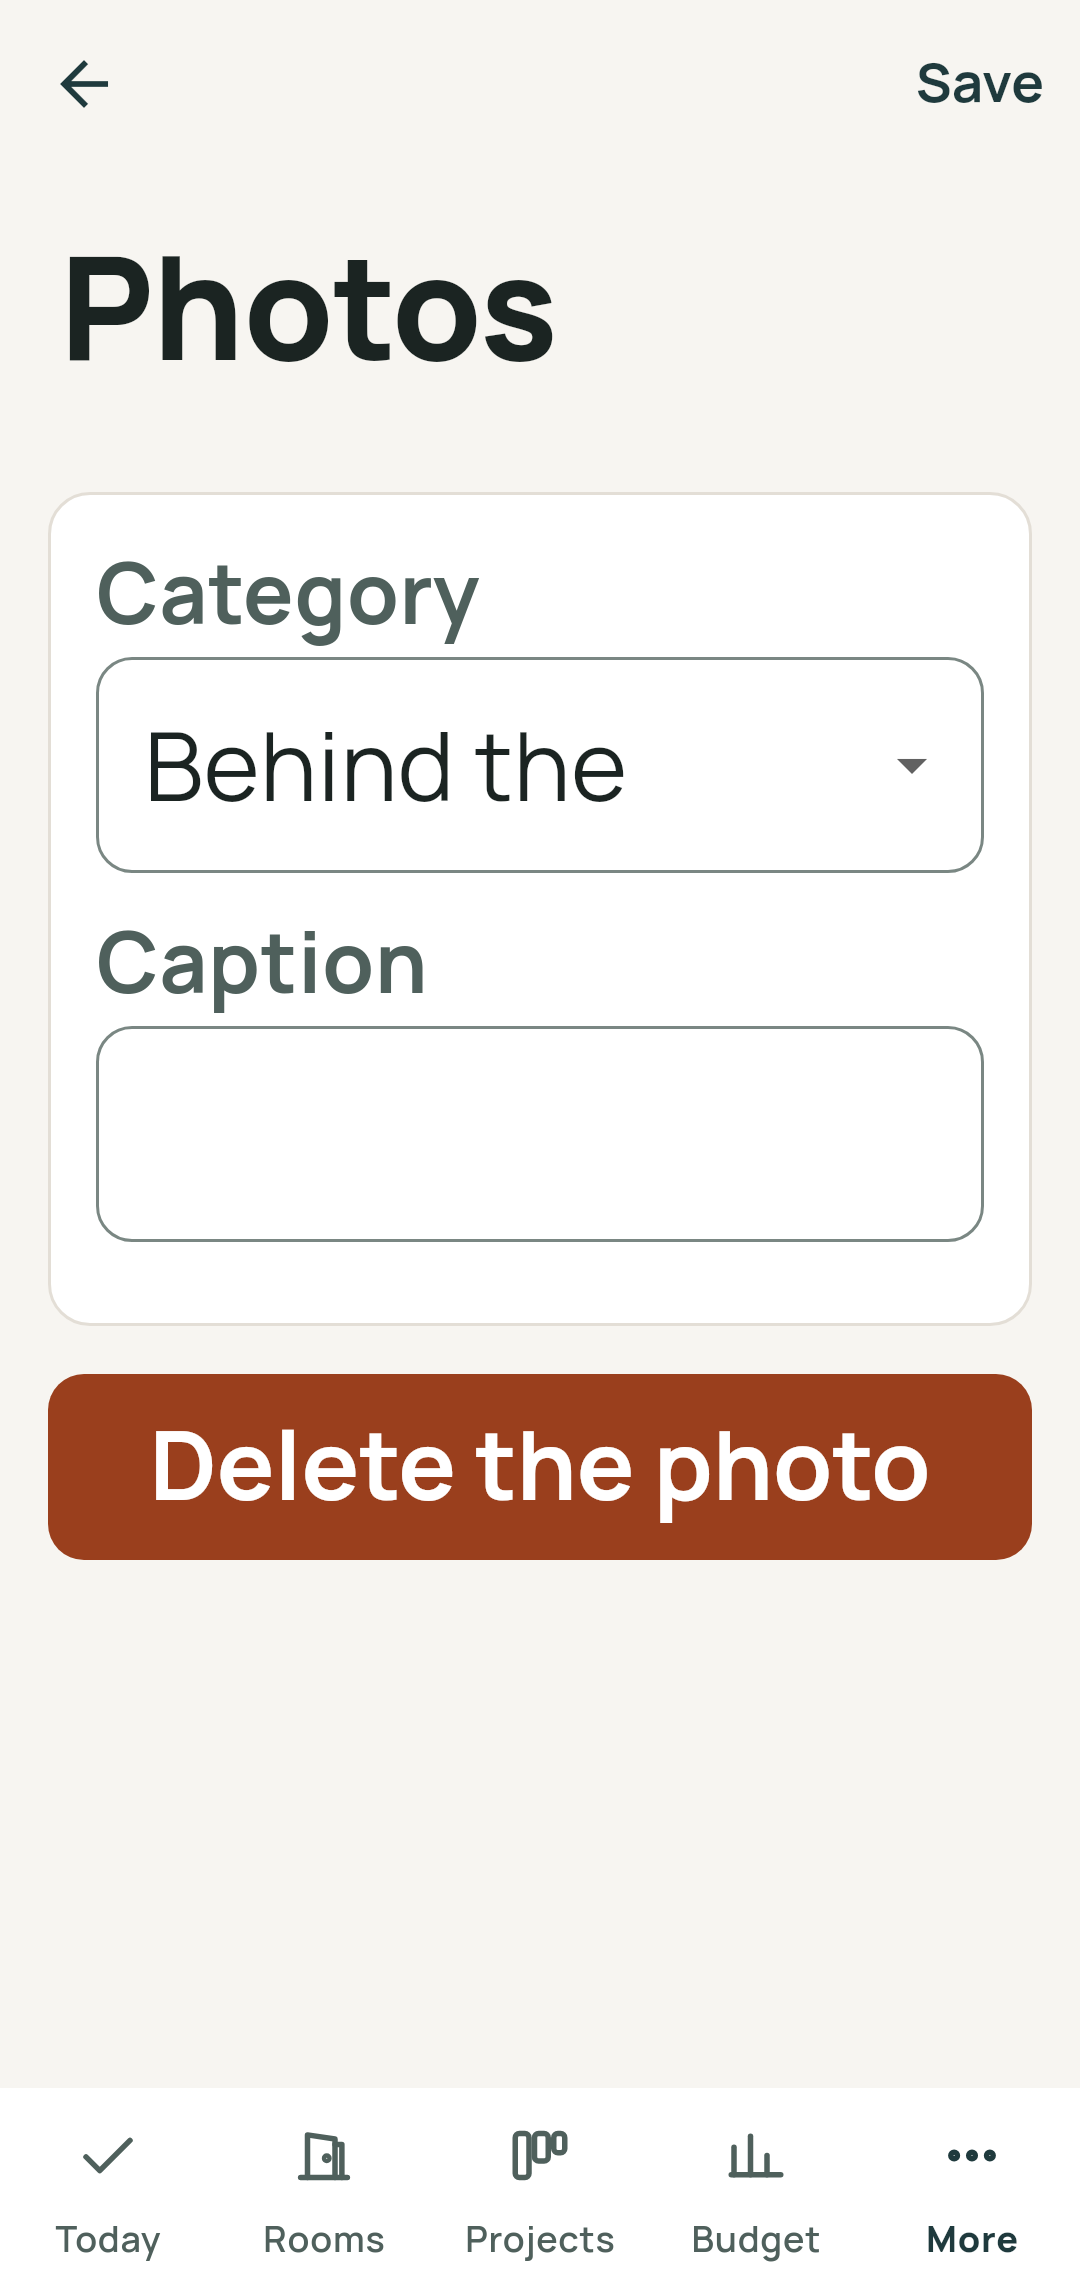 Save
Photos
Category
Behind the
Caption
Delete the photo
Today
Rooms
Projects
Budget
More